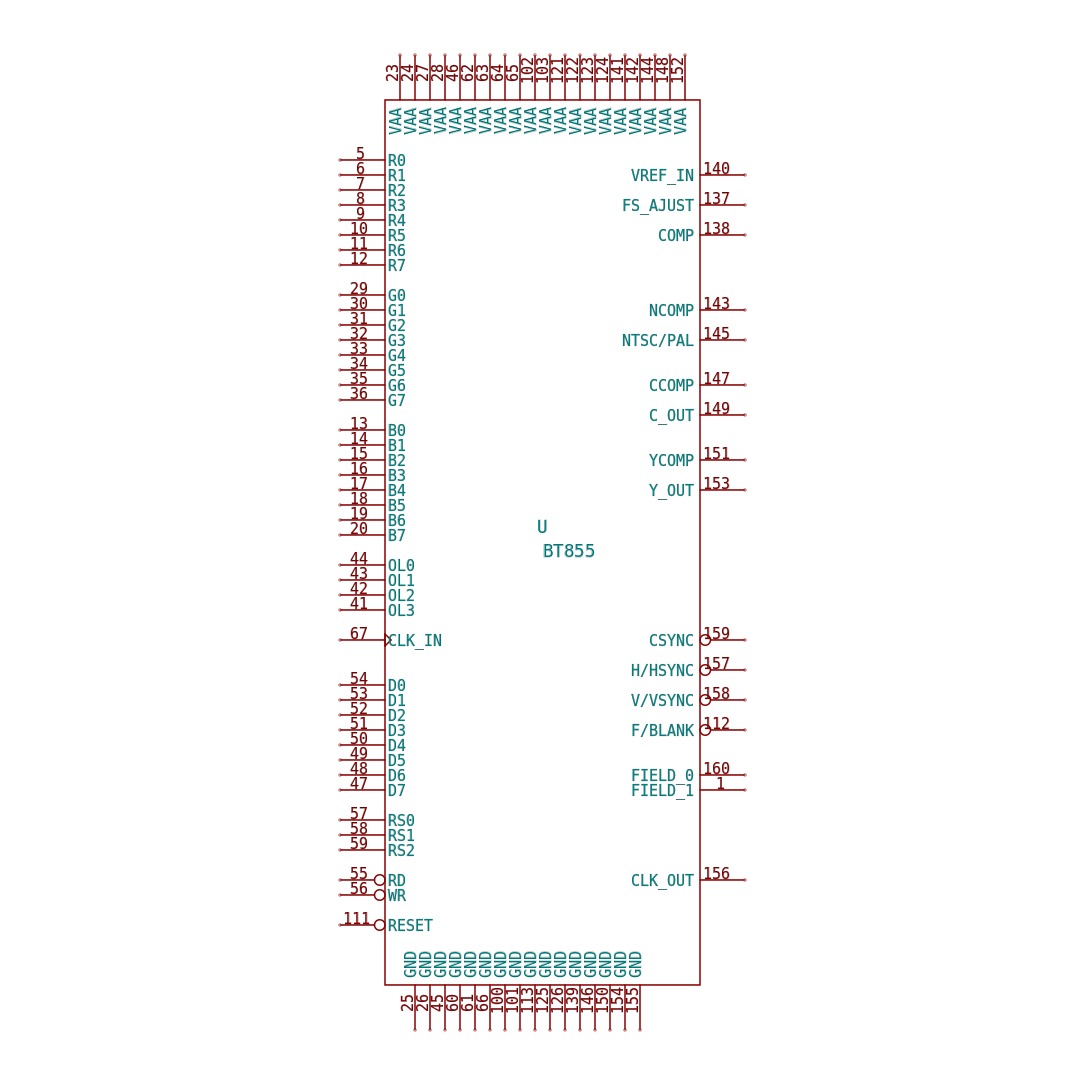 23 24 27 28 46 62 63 64 65 102 103 121 122 123 124 141 142 144 148 152
VAA VAA VAA VAA VAA VAA VAA VAA VAA VAA VAA VAA VAA VAA VAA VAA VAA VAA VAA VAA
5 R0
6 R1
VREF_IN 140
7 R2
8 R3
FS_AJUST 137
9 R4
10 R5
COMP 138
11 R6
12 R7
29 G0
30 G1
NCOMP 143
31 G2
32 G3
NTSC/PAL 145
33 G4
34 G5
35 G6
CCOMP 147
36 G7
C_OUT 149
13 B0
14 B1
15 B2
YCOMP 151
16 B3
17 B4
Y_OUT 153
18 B5
19 B6
20 B7
U
BT855
44 OL0
43 OL1
42 OL2
41 OL3
67 CLK_IN
CSYNC 159
H/HSYNC 157
54 D0
53 D1
V/VSYNC 158
52 D2
51 D3
F/BLANK 112
50 D4
49 D5
48 D6
FIELD_0 160
47 D7
FIELD_1 1
57 RS0
58 RS1
59 RS2
55 RD
CLK_OUT 156
56 WR
111 RESET
GND GND GND GND GND GND GND GND GND GND GND GND GND GND GND GND
25 26 45 60 61 66 100 101 113 125 126 139 146 150 154 155